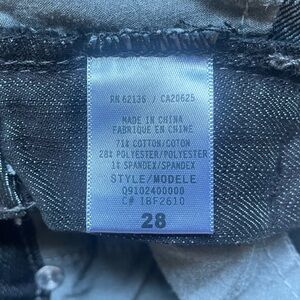 RN 62136 / CA20625
MADE IN CHINA
FABRIQUE EN CHINE
71% COTTON/COTON
28% POLYESTER/POLYESTER
1% SPANDEX/SPANDEX
STYLE/MODELE
Q9102400000
C# IBF2610
28